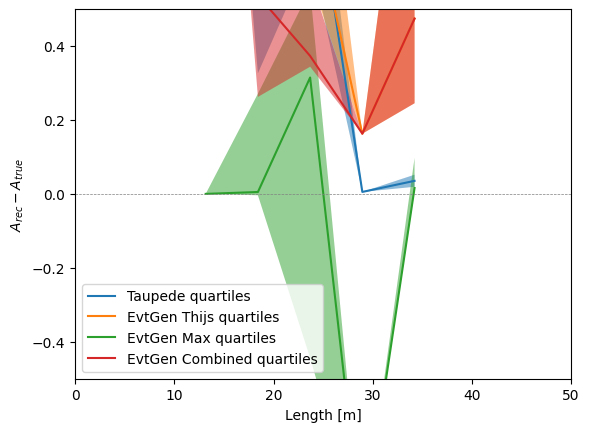 0.4
0.2
0.0
−0.2
−0.4
A_rec − A_true
Taupede quartiles
EvtGen Thijs quartiles
EvtGen Max quartiles
EvtGen Combined quartiles
0 10 20 30 40 50
Length [m]